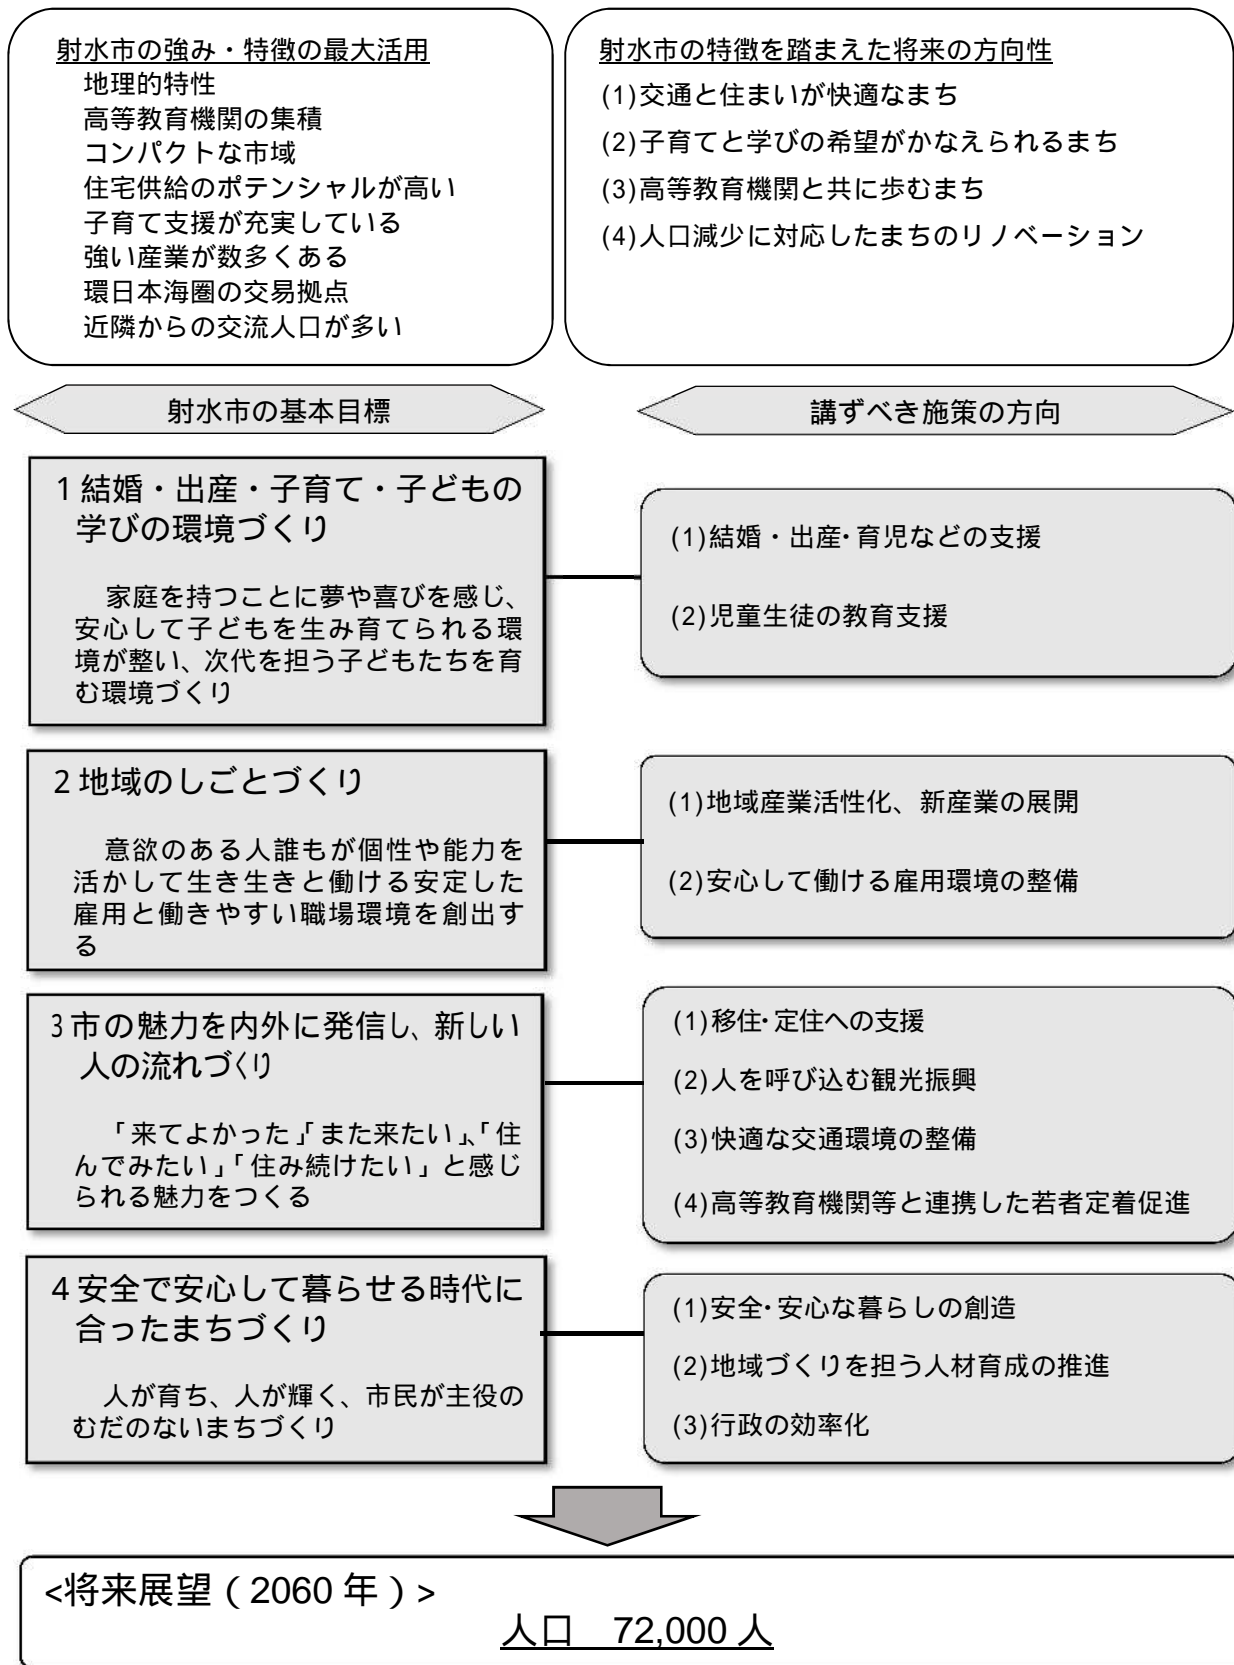 射水市の強み・特徴の最大活用
地理的特性
高等教育機関の集積
コンパクトな市域
住宅供給のポテンシャルが高い
子育て支援が充実している
強い産業が数多くある
環日本海圏の交易拠点
近隣からの交流人口が多い
射水市の特徴を踏まえた将来の方向性
(1)交通と住まいが快適なまち
(2)子育てと学びの希望がかなえられるまち
(3)高等教育機関と共に歩むまち
(4)人口減少に対応したまちのリノベーション
射水市の基本目標
講ずべき施策の方向
1 結婚・出産・子育て・子どもの
学びの環境づくり
家庭を持つことに夢や喜びを感じ、
安心して子どもを生み育てられる環
境が整い、次代を担う子どもたちを育
む環境づくり
(1)結婚・出産・育児などの支援
(2)児童生徒の教育支援
2 地域のしごとづくり
意欲のある人誰もが個性や能力を
活かして生き生きと働ける安定した
雇用と働きやすい職場環境を創出す
る
(1)地域産業活性化、新産業の展開
(2)安心して働ける雇用環境の整備
3 市の魅力を内外に発信し、新しい
人の流れづくり
「来てよかった」「また来たい」、「住
んでみたい」「住み続けたい」と感じ
られる魅力をつくる
(1)移住・定住への支援
(2)人を呼び込む観光振興
(3)快適な交通環境の整備
(4)高等教育機関等と連携した若者定着促進
4 安全で安心して暮らせる時代に
合ったまちづくり
人が育ち、人が輝く、市民が主役の
むだのないまちづくり
(1)安全・安心な暮らしの創造
(2)地域づくりを担う人材育成の推進
(3)行政の効率化
<将来展望（2060 年）>
人口　72,000 人